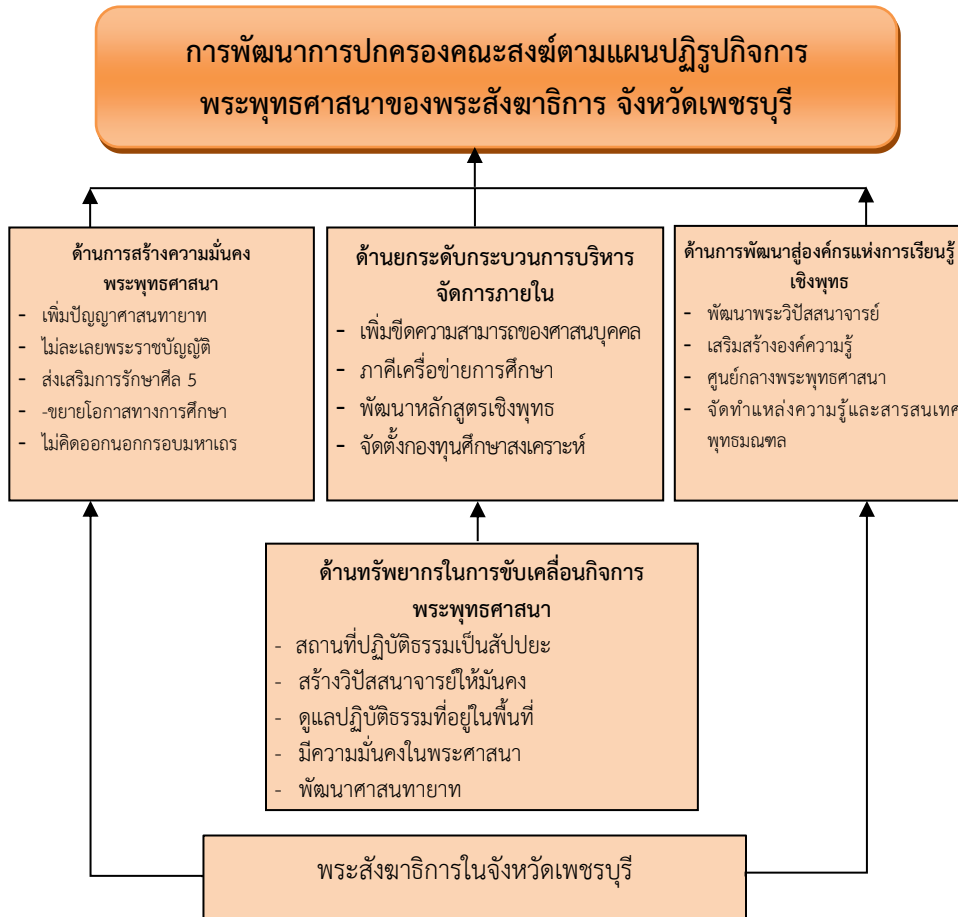 การพัฒนาการปกครองคณะสงฆ์ตามแผนปฏิรูปกิจการ
พระพุทธศาสนาของพระสังฆาธิการ จังหวัดเพชรบุรี
ด้านการสร้างความมั่นคง
พระพุทธศาสนา
- เพิ่มปัญญาศาสนทายาท
- ไม่ละเลยพระราชบัญญัติ
- ส่งเสริมการรักษาศีล 5
- -ขยายโอกาสทางการศึกษา
- ไม่คิดออกนอกกรอบมหาเถร
ด้านยกระดับกระบวนการบริหาร
จัดการภายใน
- เพิ่มขีดความสามารถของศาสนบุคคล
- ภาคีเครื่อข่ายการศึกษา
- พัฒนาหลักสูตรเชิงพุทธ
- จัดตั้งกองทุนศึกษาสงเคราะห์
ด้านการพัฒนาสู่องค์กรแห่งการเรียนรู้
เชิงพุทธ
- พัฒนาพระวิปัสสนาจารย์
- เสริมสร้างองค์ความรู้
- ศูนย์กลางพระพุทธศาสนา
- จัดทำแหล่งความรู้และสารสนเทศ
พุทธมณฑล
ด้านทรัพยากรในการขับเคลื่อนกิจการ
พระพุทธศาสนา
- สถานที่ปฏิบัติธรรมเป็นสัปปยะ
- สร้างวิปัสสนาจารย์ให้มันคง
- ดูแลปฏิบัติธรรมที่อยู่ในพื้นที่
- มีความมั่นคงในพระศาสนา
- พัฒนาศาสนทายาท
พระสังฆาธิการในจังหวัดเพชรบุรี